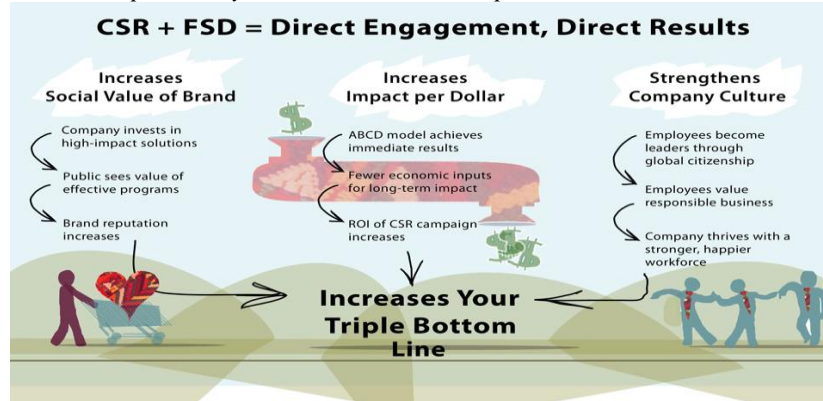 CSR + FSD = Direct Engagement, Direct Results
Increases
Social Value of Brand
Company invests in
high-impact solutions
Public sees value of
effective programs
Brand reputation
increases
Increases
Impact per Dollar
$
ABCD model achieves
immediate results
Fewer economic inputs
for long-term impact
ROI of CSR campaign
increases
$$$
Strengthens
Company Culture
Employees become
leaders through
global citizenship
Employees value
responsible business
Company thrives with a
stronger, happier
workforce
Increases Your
Triple Bottom
Line